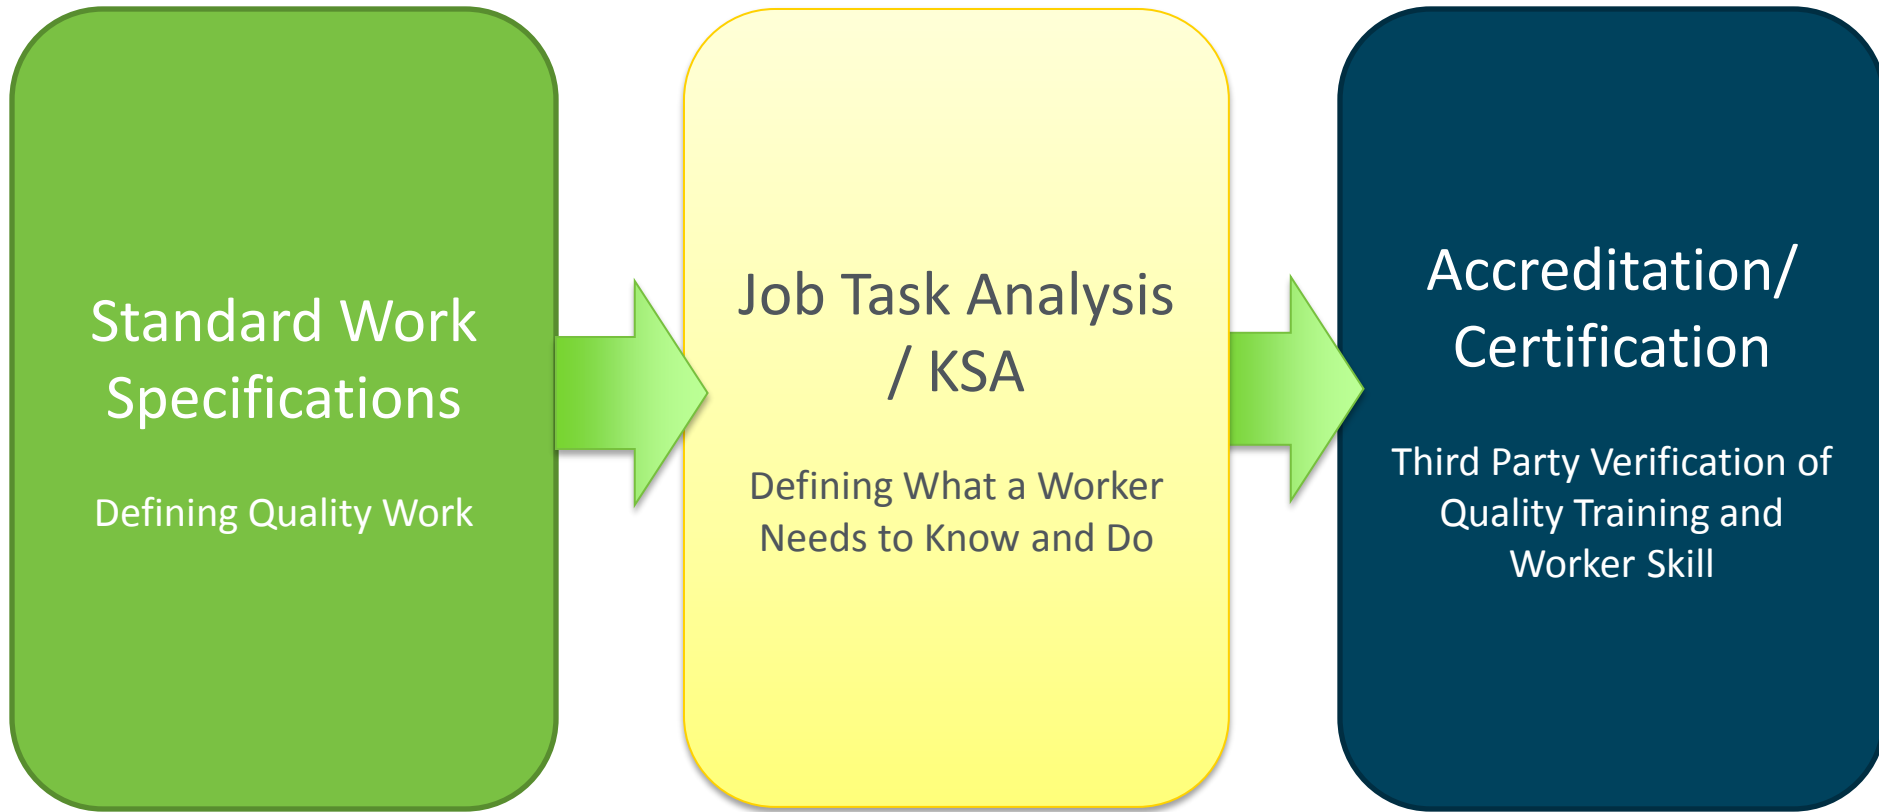 Standard Work
Specifications
Defining Quality Work
Job Task Analysis
/ KSA
Defining What a Worker
Needs to Know and Do
Accreditation/
Certification
Third Party Verification of
Quality Training and
Worker Skill